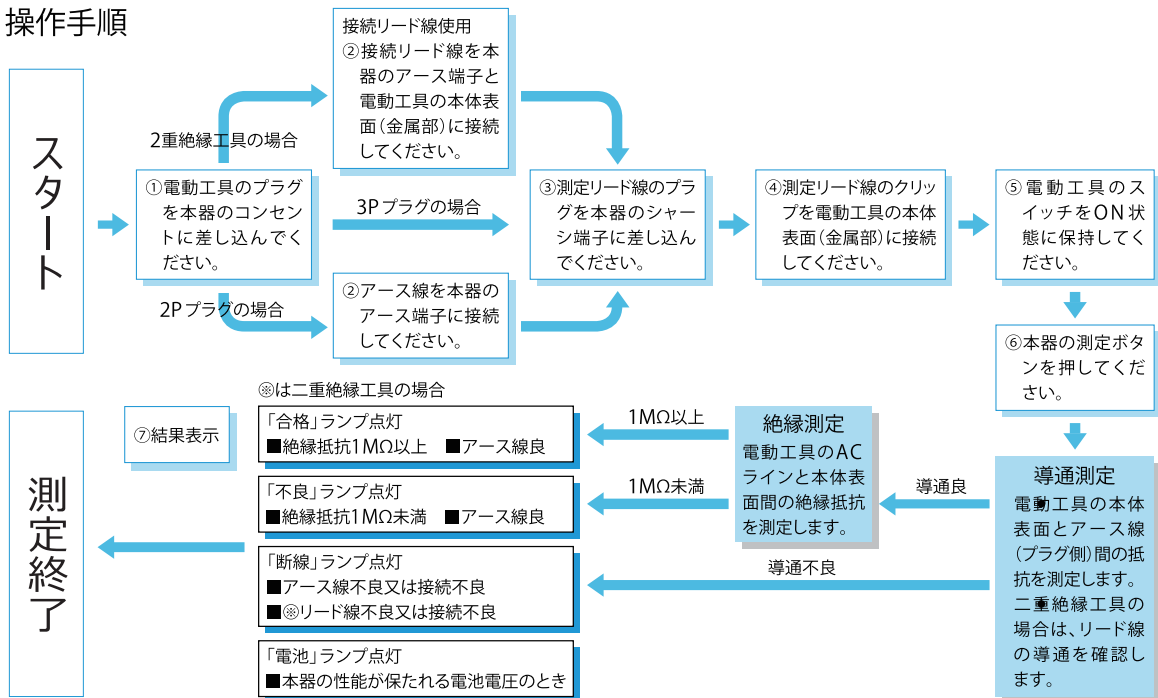 操作手順
スタート
①電動工具のプラグ
を本器のコンセン
トに差し込んでく
ださい。
2重絶縁工具の場合
接続リード線使用
②接続リード線を本
器のアース端子と
電動工具の本体表
面(金属部)に接続
してください。
3Pプラグの場合
2Pプラグの場合
②アース線を本器の
アース端子に接続
してください。
③測定リード線のプラ
グを本器のシャー
シ端子に差し込ん
でください。
④測定リード線のクリッ
プを電動工具の本体
表面(金属部)に接続
してください。
⑤電動工具のス
イッチをON状
態に保持してく
ださい。
⑥本器の測定ボタ
ンを押してくだ
さい。
導通測定
電動工具の本体
表面とアース線
(プラグ側)間の抵
抗を測定します。
二重絶縁工具の
場合は、リード線
の導通を確認し
ます。
導通良
導通不良
絶縁測定
電動工具のAC
ラインと本体表
面間の絶縁抵抗
を測定します。
1MΩ以上
1MΩ未満
⑦結果表示
※は二重絶縁工具の場合
「合格」ランプ点灯
■絶縁抵抗1MΩ以上 ■アース線良
「不良」ランプ点灯
■絶縁抵抗1MΩ未満 ■アース線良
「断線」ランプ点灯
■アース線不良又は接続不良
■※リード線不良又は接続不良
「電池」ランプ点灯
■本器の性能が保たれる電池電圧のとき
測定終了